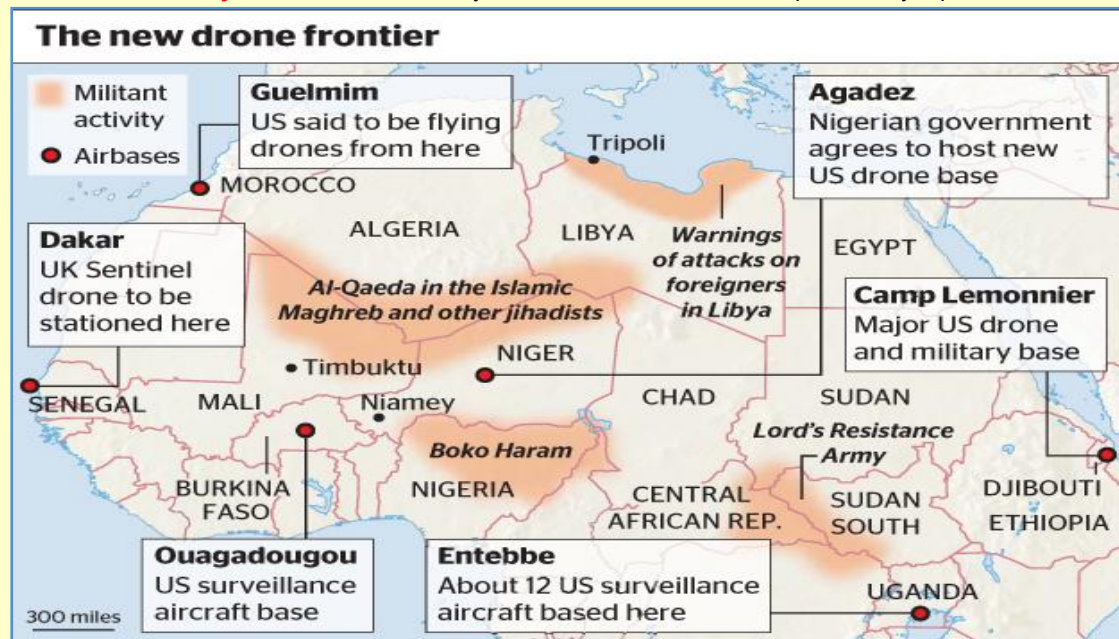 The new drone frontier
Militant
activity
Airbases
Guelmim
US said to be flying
drones from here
Agadez
Nigerian government
agrees to host new
US drone base
Tripoli
MOROCCO
ALGERIA
LIBYA
Warnings
of attacks on
foreigners
in Libya
EGYPT
Dakar
UK Sentinel
drone to be
stationed here
Al-Qaeda in the Islamic
Maghreb and other jihadists
Camp Lemonnier
Major US drone
and military base
Timbuktu
NIGER
SENEGAL
MALI
Niamey
CHAD
SUDAN
Boko Haram
Lord's Resistance
Army
BURKINA
FASO
NIGERIA
CENTRAL
AFRICAN REP.
SUDAN
SOUTH
DJIBOUTI
ETHIOPIA
Ouagadougou
US surveillance
aircraft base
Entebbe
About 12 US surveillance
aircraft based here
UGANDA
300 miles